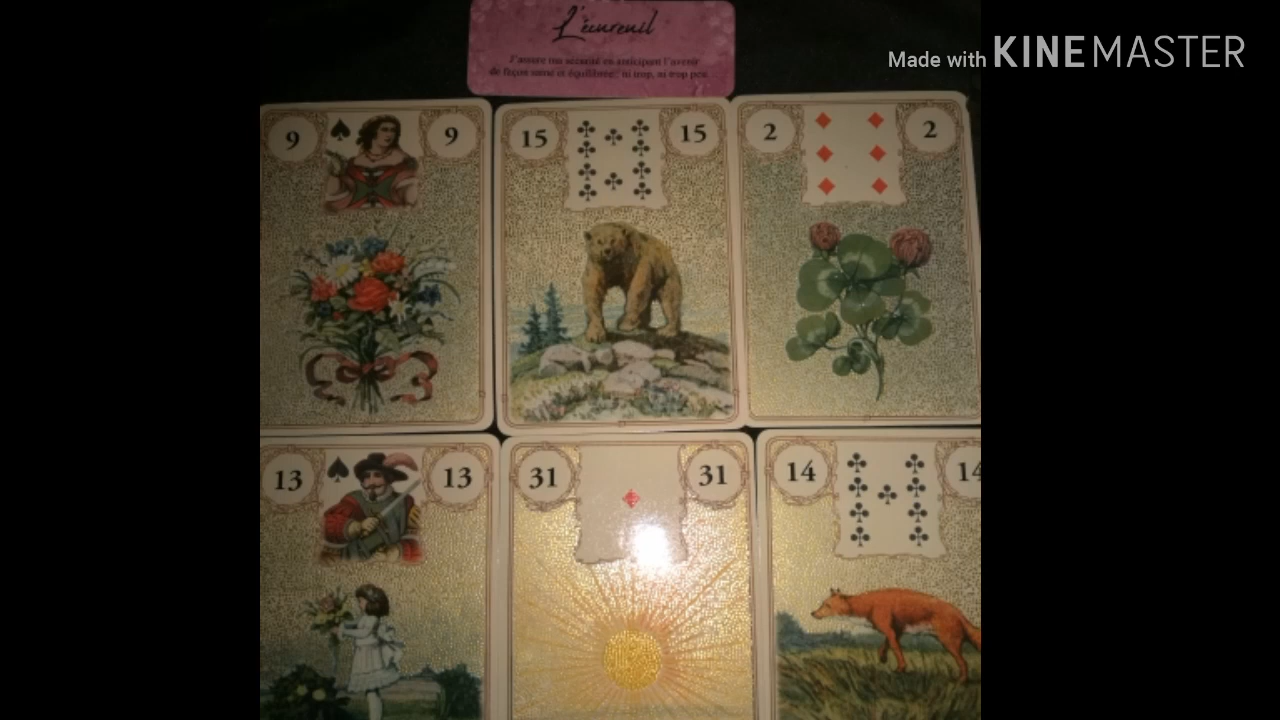 L'écureuil
J'assure ma sécurité en anticipant l'avenir
de façon saine et équilibrée : ni trop, ni trop peu.
Made with KINEMASTER
9 9 15 15 2 2
13 13 31 31 14 14